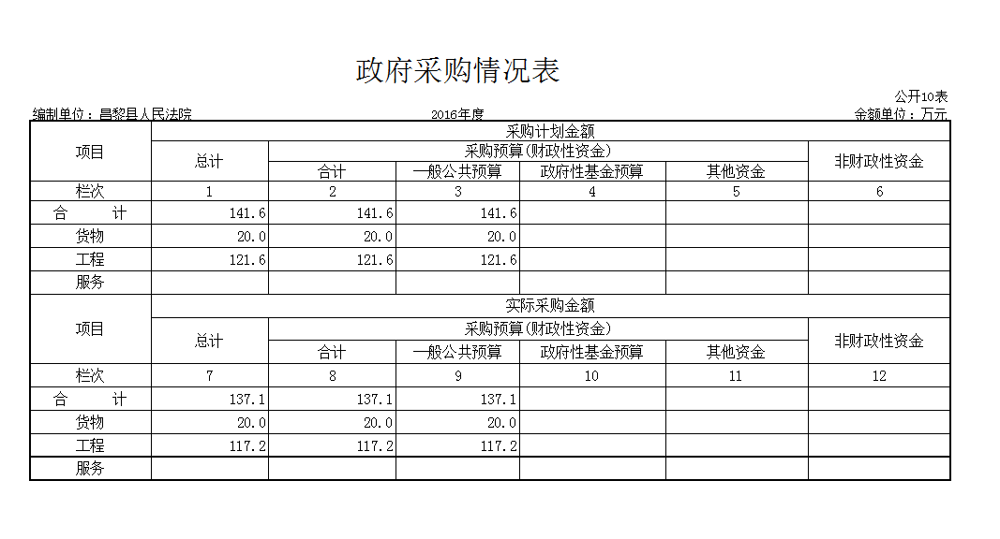 政府采购情况表
公开10表
编制单位：昌黎县人民法院 2016年度 金额单位：万元
项目 采购计划金额
总计 采购预算(财政性资金) 非财政性资金
合计 一般公共预算 政府性基金预算 其他资金
栏次 1 2 3 4 5 6
合 计 141.6 141.6 141.6
货物 20.0 20.0 20.0
工程 121.6 121.6 121.6
服务
项目 实际采购金额
总计 采购预算(财政性资金) 非财政性资金
合计 一般公共预算 政府性基金预算 其他资金
栏次 7 8 9 10 11 12
合 计 137.1 137.1 137.1
货物 20.0 20.0 20.0
工程 117.2 117.2 117.2
服务